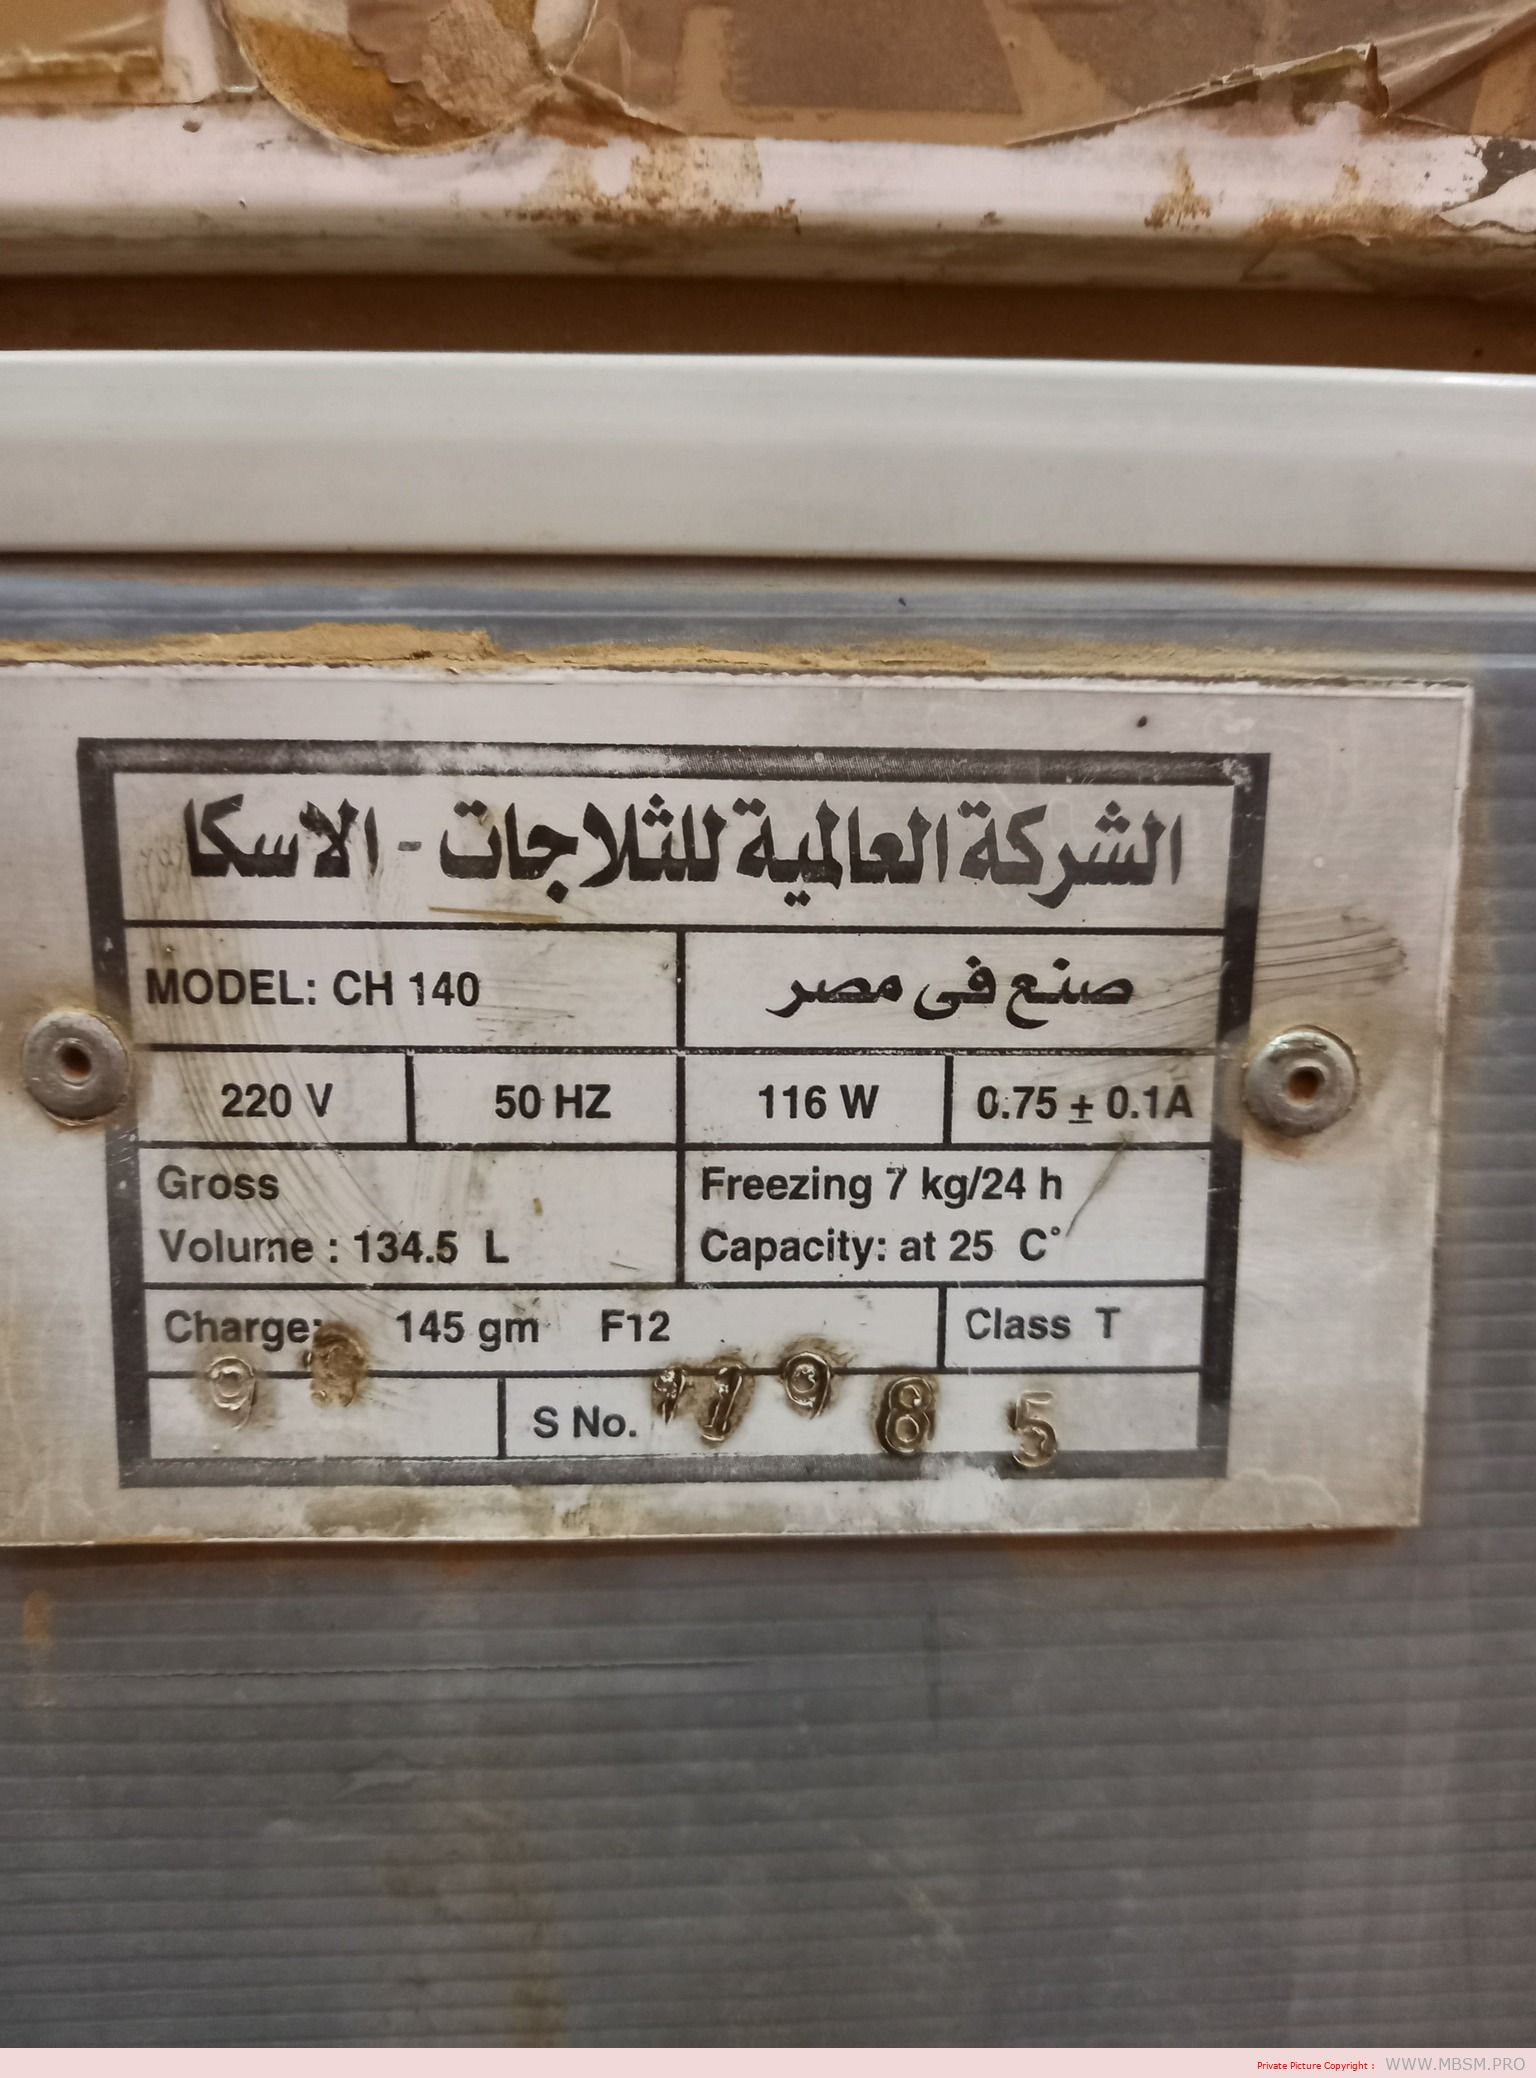 الشركة العالمية للثلاجات - الاسكا
MODEL: CH 140
صنع فى مصر
220 V 50 HZ 116 W 0.75 ± 0.1A
Gross
Volume : 134.5 L
Freezing 7 kg/24 h
Capacity: at 25 C°
Charge: 145 gm F12
Class T
S No.
Private Picture Copyright : WWW.MBSM.PRO